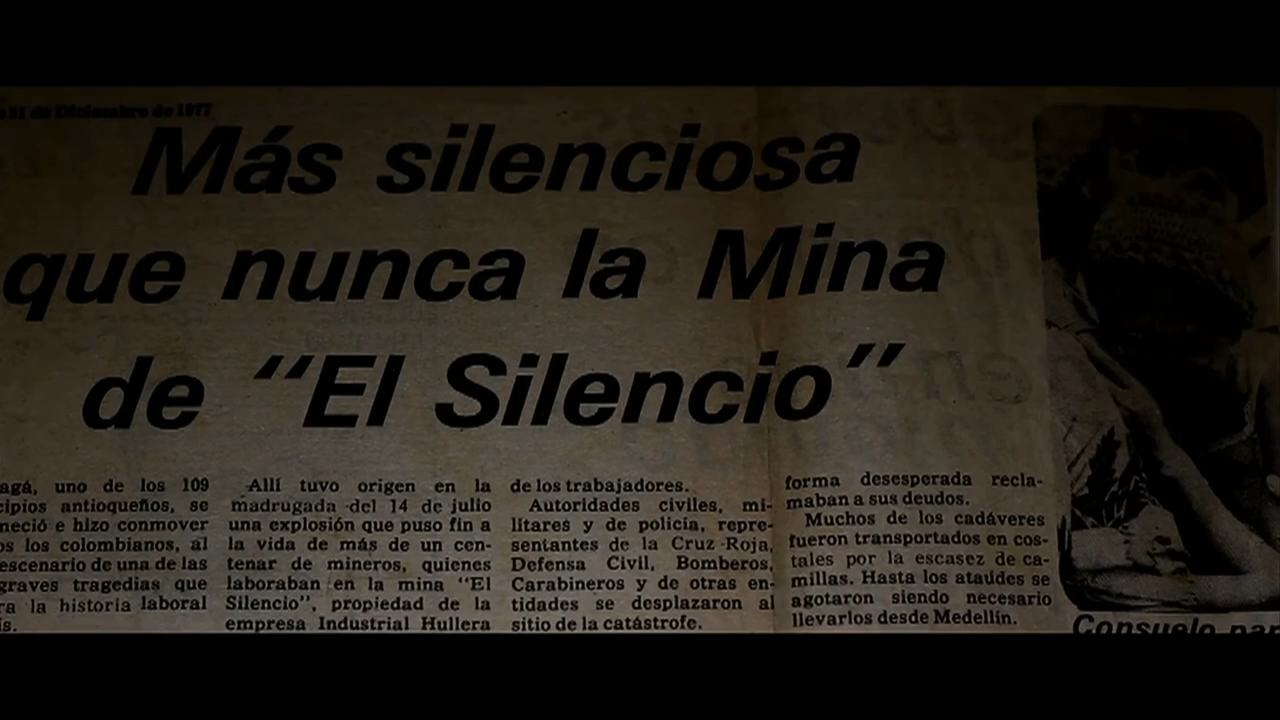 31 de Diciembre de 1977
Más silenciosa
que nunca la Mina
de "El Silencio"
agá, uno de los 109
cipios antioqueños, se
neció e hizo conmover
os los colombianos, al
escenario de una de las
graves tragedias que
ra la historia laboral
ís.
Allí tuvo origen en la
madrugada del 14 de julio
una explosión que puso fin a
la vida de más de un cen-
tenar de mineros, quienes
laboraban en la mina "El
Silencio", propiedad de la
empresa Industrial Hullera
de los trabajadores.
Autoridades civiles, mi-
litares y de policía, repre-
sentantes de la Cruz Roja,
Defensa Civil, Bomberos,
Carabineros y de otras en-
tidades se desplazaron al
sitio de la catástrofe.
forma desesperada recla-
maban a sus deudos.
Muchos de los cadáveres
fueron transportados en cos-
tales por la escasez de ca-
millas. Hasta los ataúdes se
agotaron siendo necesario
llevarlos desde Medellín.
Consuelo par